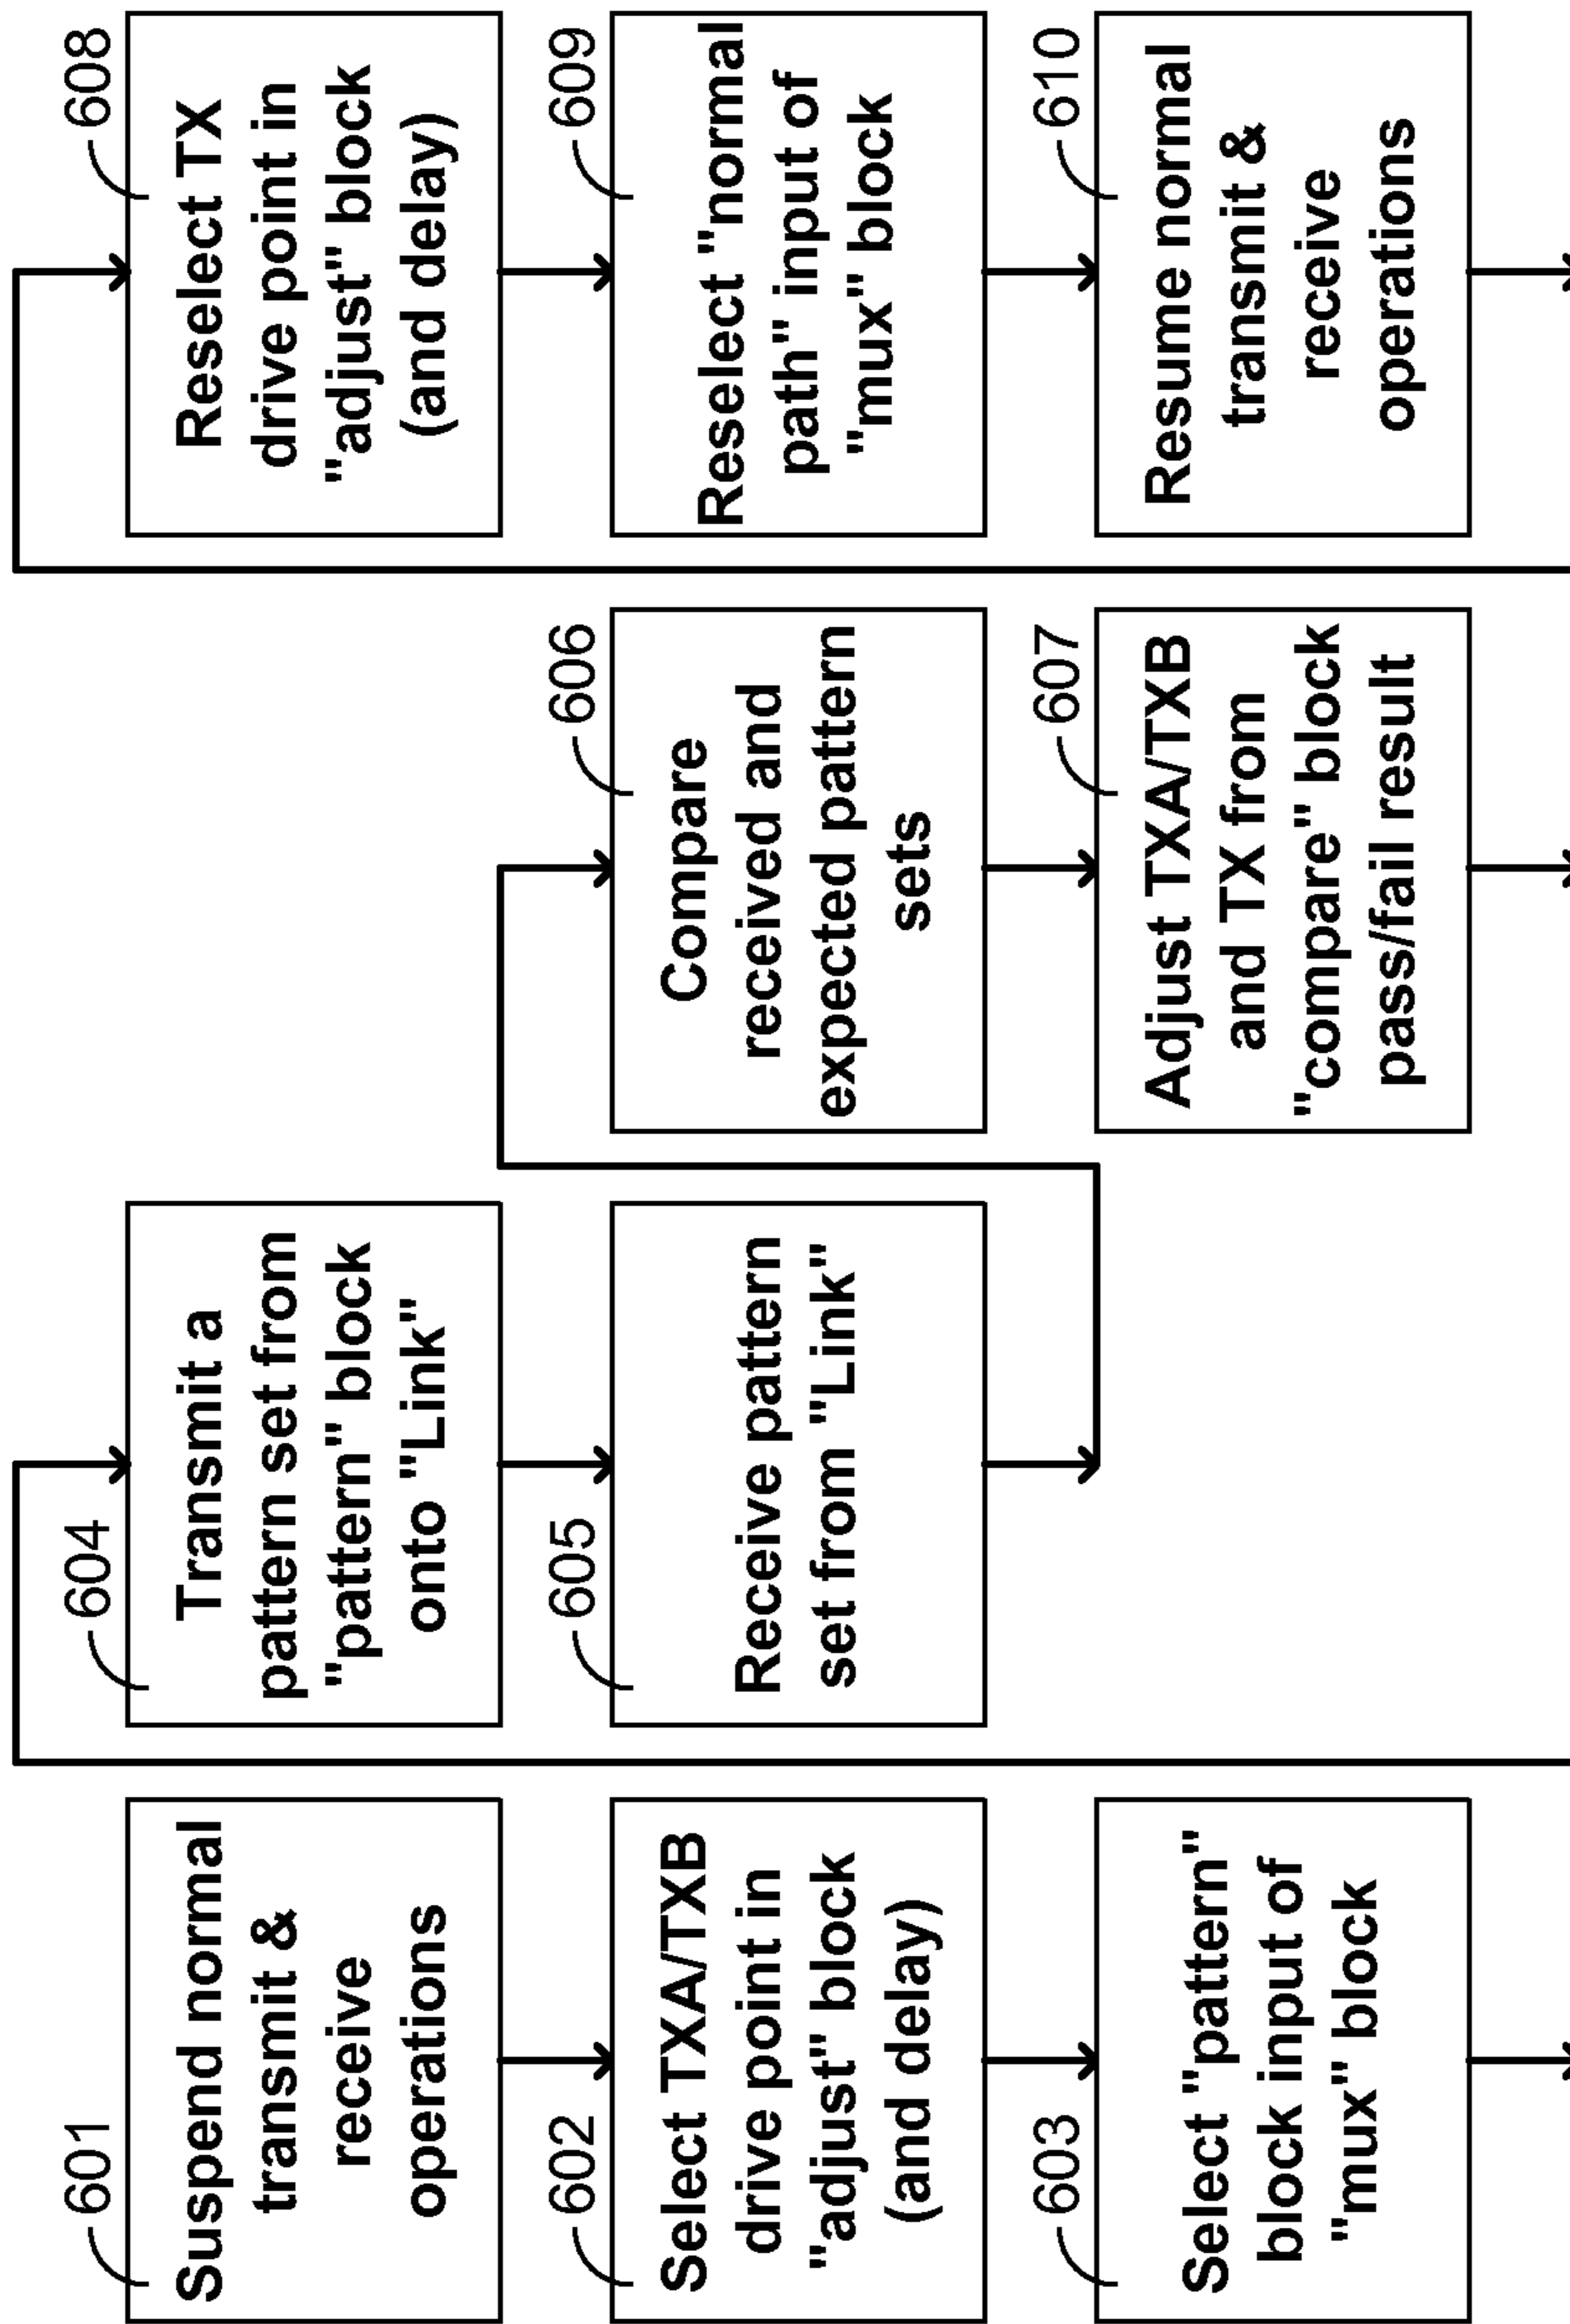 601
Suspend normal
transmit &
receive
operations
602
Select TXA/TXB
drive point in
"adjust" block
(and delay)
603
Select "pattern"
block input of
"mux" block
604
Transmit a
pattern set from
"pattern" block
onto "Link"
605
Receive pattern
set from "Link"
606
Compare
received and
expected pattern
sets
607
Adjust TXA/TXB
and TX from
"compare" block
pass/fail result
608
Reselect TX
drive point in
"adjust" block
(and delay)
609
Reselect "normal
path" input of
"mux" block
610
Resume normal
transmit &
receive
operations